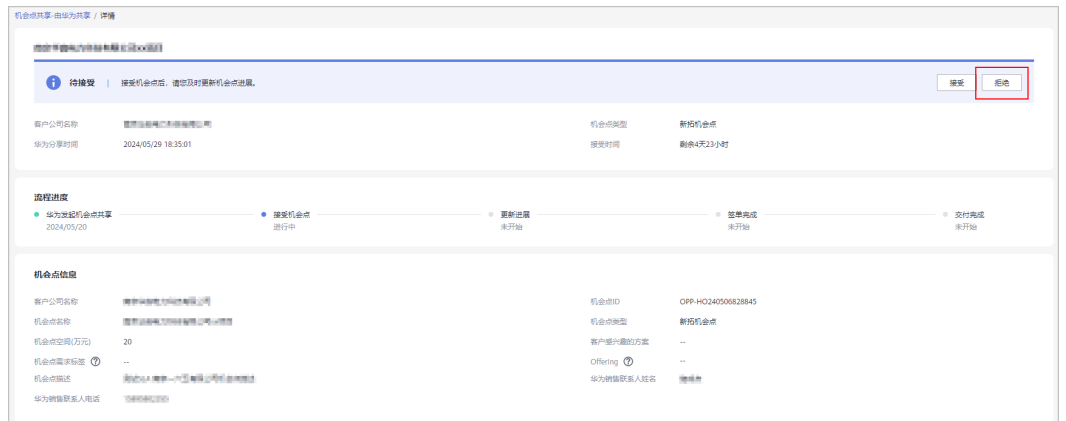 机会点共享-由华为共享 / 详情
待接受 | 接受机会点后，请您及时更新机会点进展。 接受 拒绝
客户公司名称 机会点类型 新拓机会点
华为分享时间 2024/05/29 18:35:01 接受时间 剩余4天23小时
流程进度
华为发起机会点共享 接受机会点 更新进展 签单完成 交付完成
2024/05/20 进行中 未开始 未开始 未开始
机会点信息
客户公司名称 机会点ID OPP-HO240506828845
机会点名称 机会点类型 新拓机会点
机会点空间(万元) 20 客户感兴趣的方案 --
机会点需求标签 ? -- Offering ? --
机会点描述 华为销售联系人姓名
华为销售联系人电话